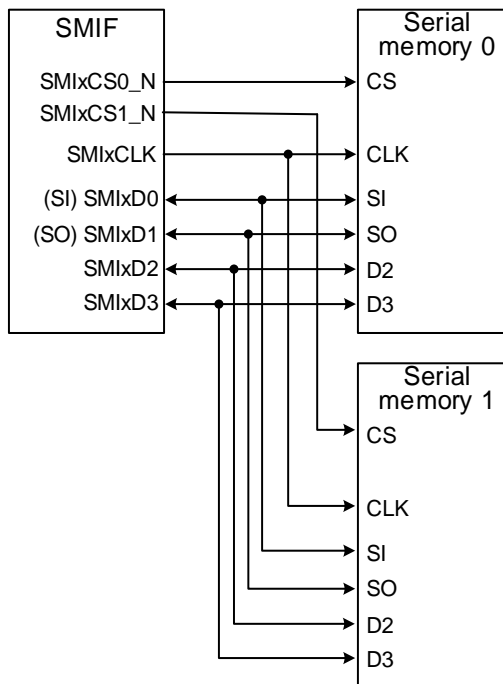 SMIF
SMIxCS0_N
SMIxCS1_N
SMIxCLK
(SI) SMIxD0
(SO) SMIxD1
SMIxD2
SMIxD3
Serial
memory 0
CS
CLK
SI
SO
D2
D3
Serial
memory 1
CS
CLK
SI
SO
D2
D3